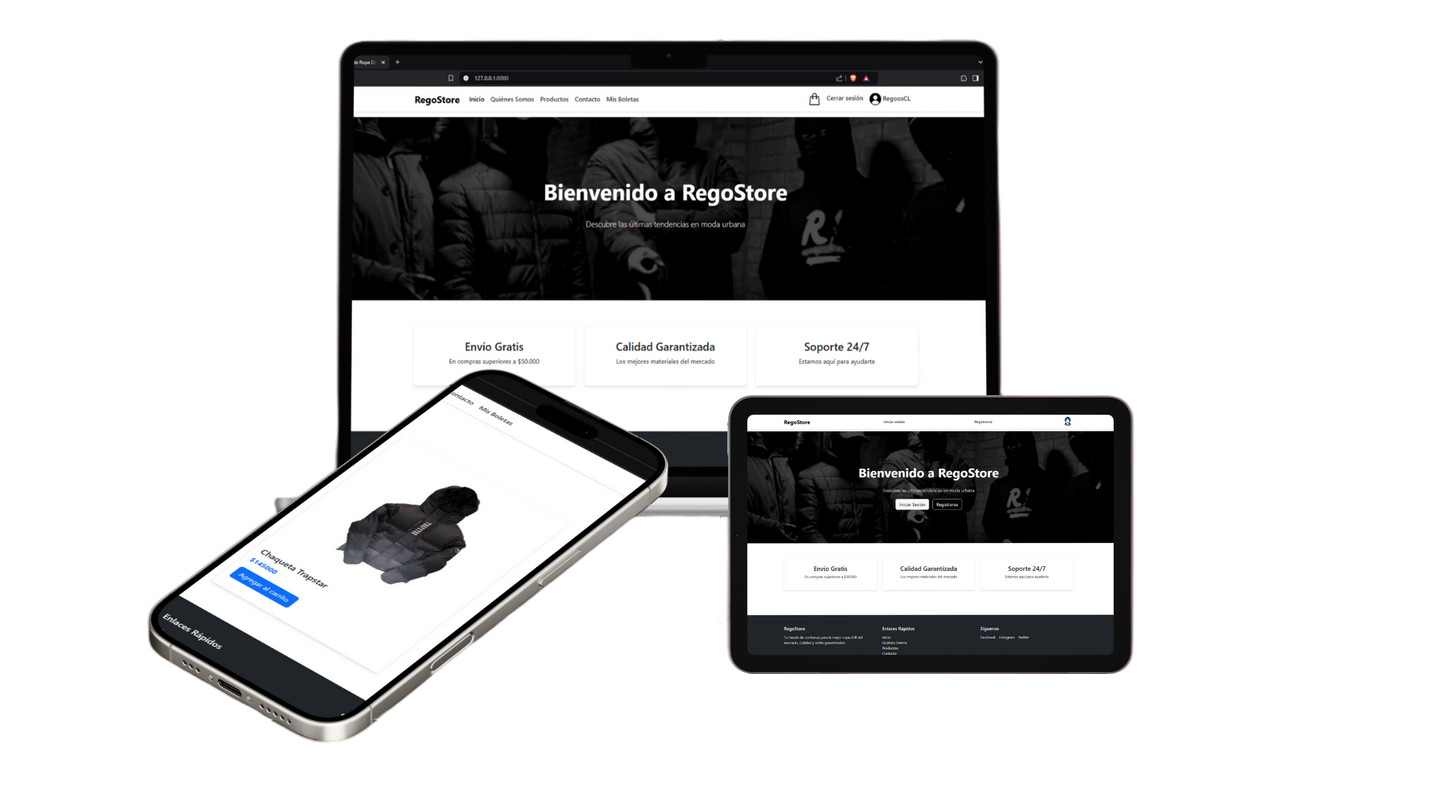 de Ropa Dr
127.0.0.1:8000
RegoStore Inicio Quiénes Somos Productos Contacto Mis Boletas Cerrar sesión RegoosCL
Bienvenido a RegoStore
Descubre las últimas tendencias en moda urbana
R!
Envío Gratis
En compras superiores a $50.000
Calidad Garantizada
Los mejores materiales del mercado
Soporte 24/7
Estamos aquí para ayudarte
ontacto Mis Boletas
Chaqueta Trapstar
$145000
Agregar al carrito
Enlaces Rápidos
RegoStore Iniciar sesión Registrarse
Bienvenido a RegoStore
Descubre las últimas tendencias en moda urbana
Iniciar Sesión Registrarse
R!
Envío Gratis
En compras superiores a $50.000
Calidad Garantizada
Los mejores materiales del mercado
Soporte 24/7
Estamos aquí para ayudarte
RegoStore
Tu tienda de confianza para la mejor ropa drill del
mercado. Calidad y estilo garantizados.
Enlaces Rápidos
Inicio
Quiénes Somos
Productos
Contacto
Síguenos
Facebook Instagram Twitter